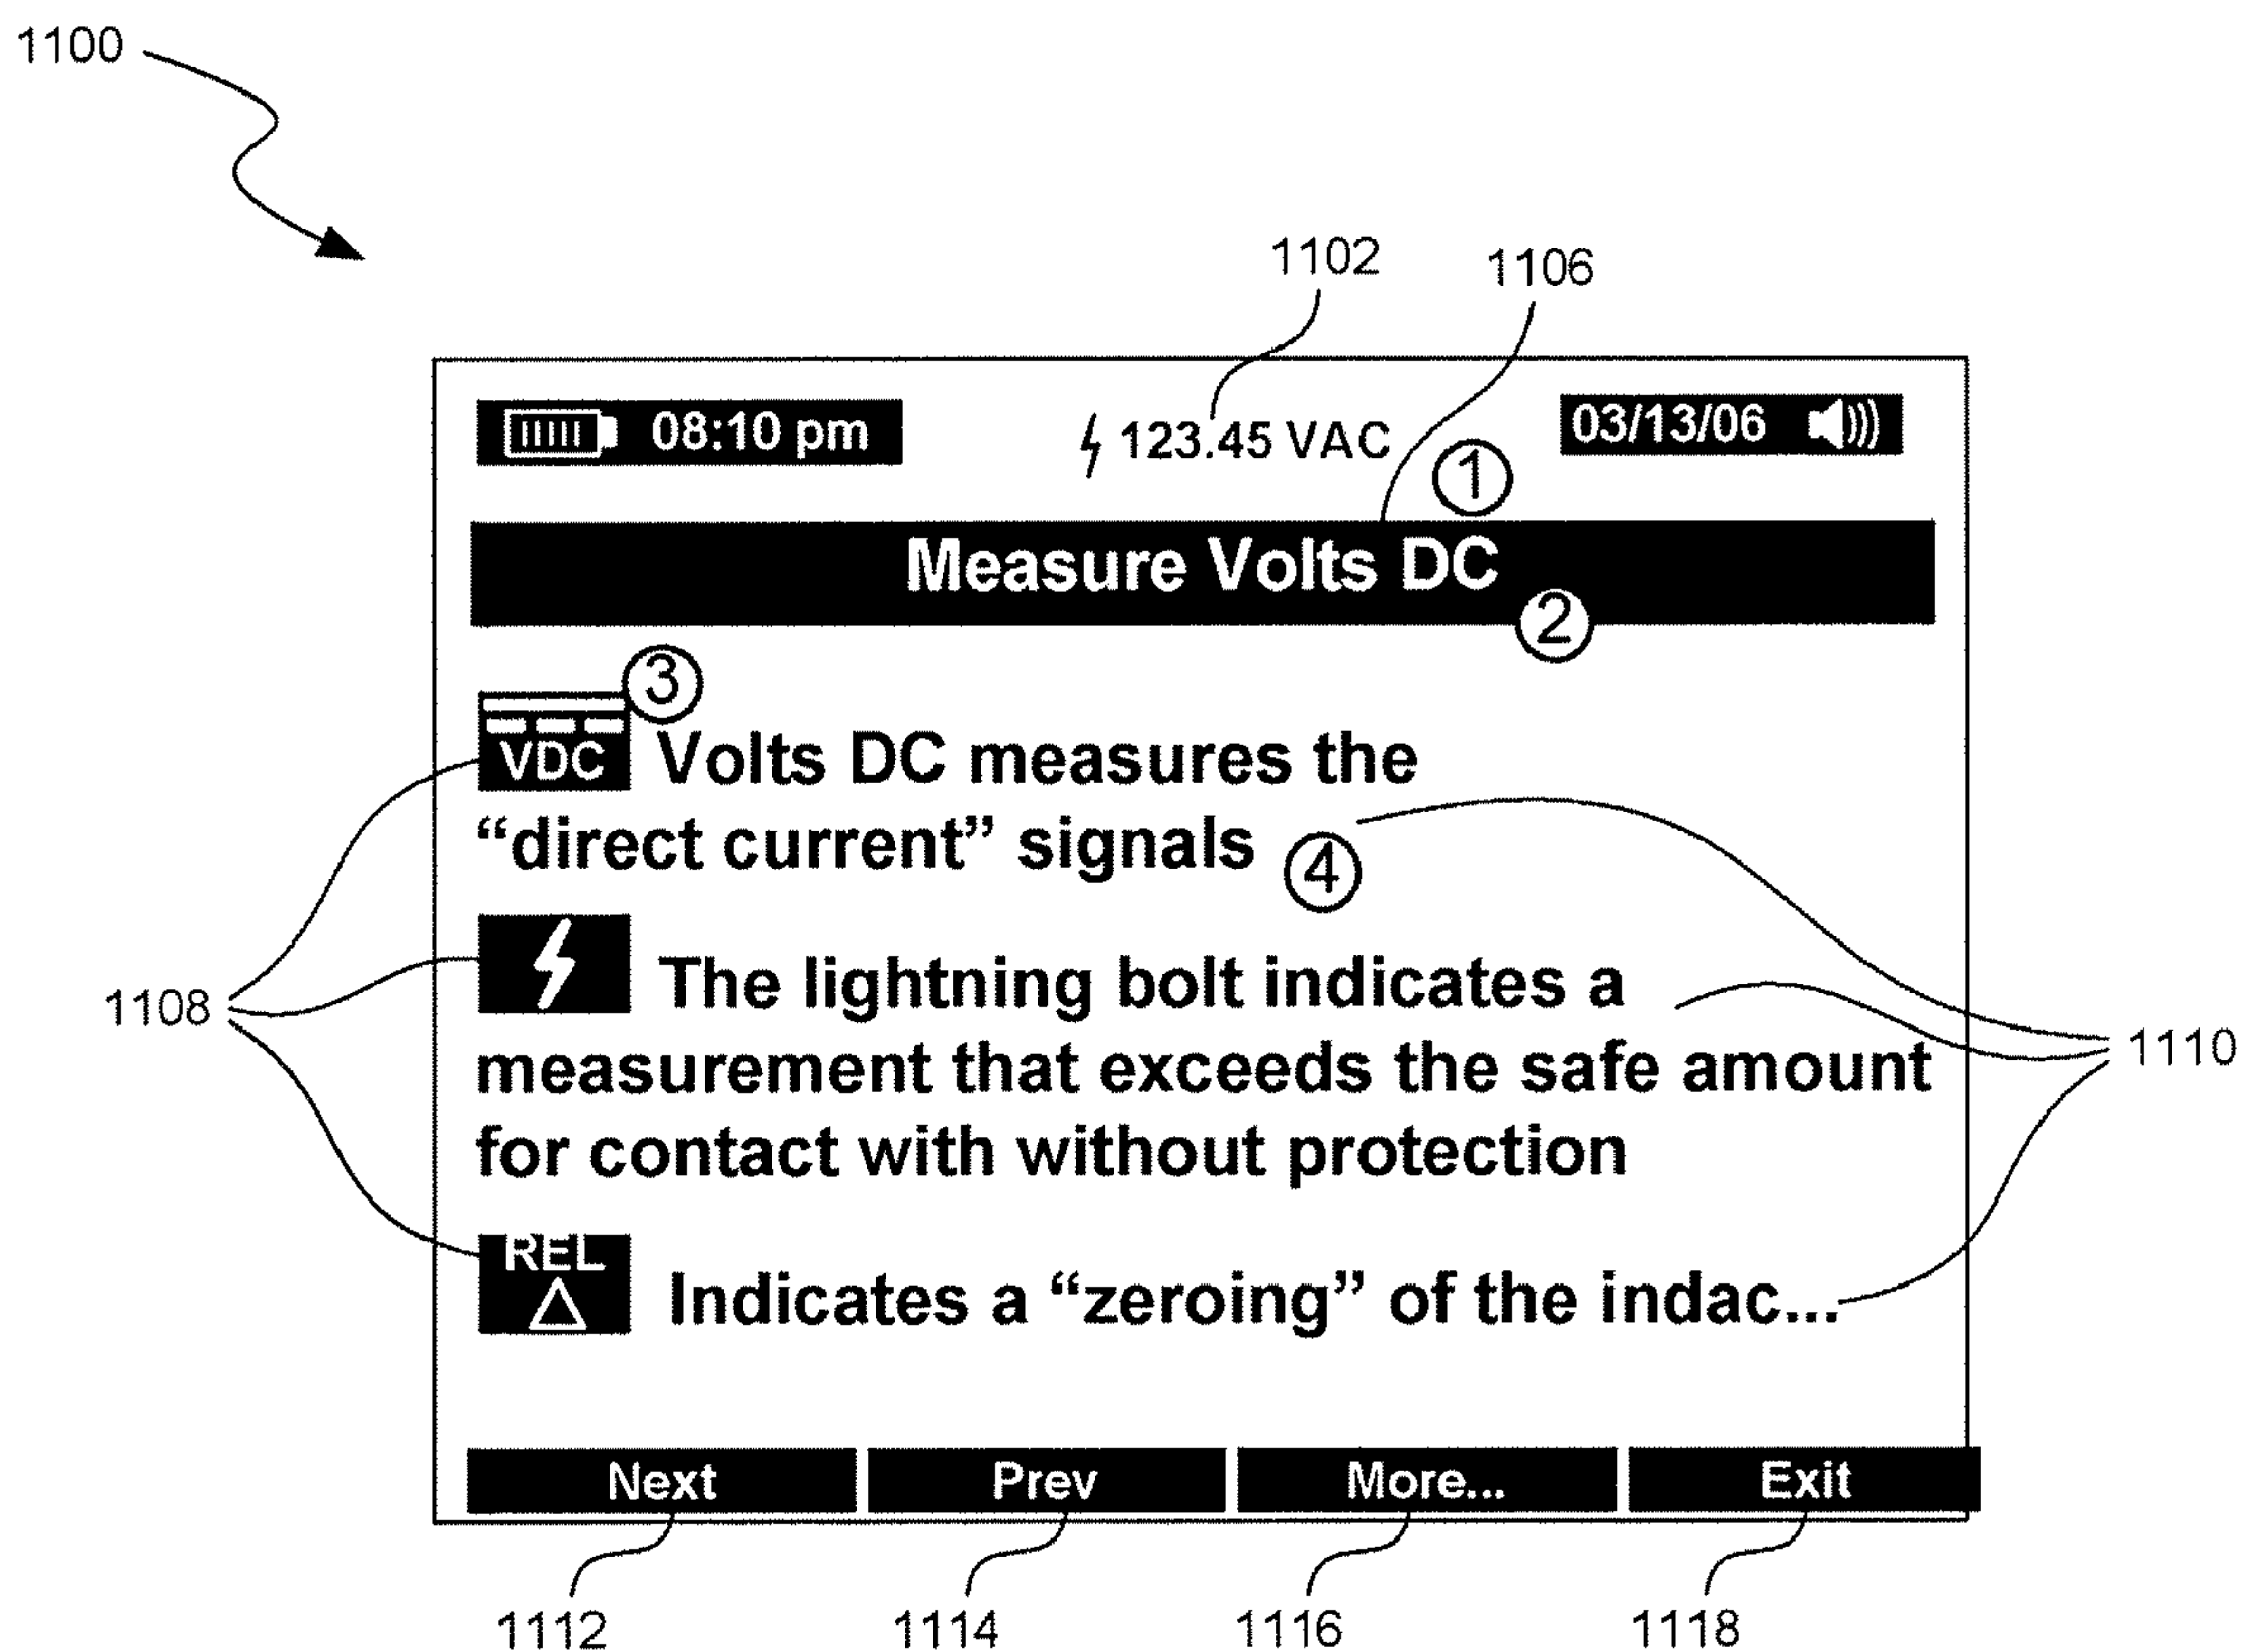 1100
1102
1106
08:10 pm
123.45 VAC
03/13/06
①
Measure Volts DC
②
③
VDC Volts DC measures the
“direct current” signals
④
The lightning bolt indicates a
1108
measurement that exceeds the safe amount
1110
for contact with without protection
REL
Indicates a “zeroing” of the indac...
Next Prev More... Exit
1112 1114 1116 1118